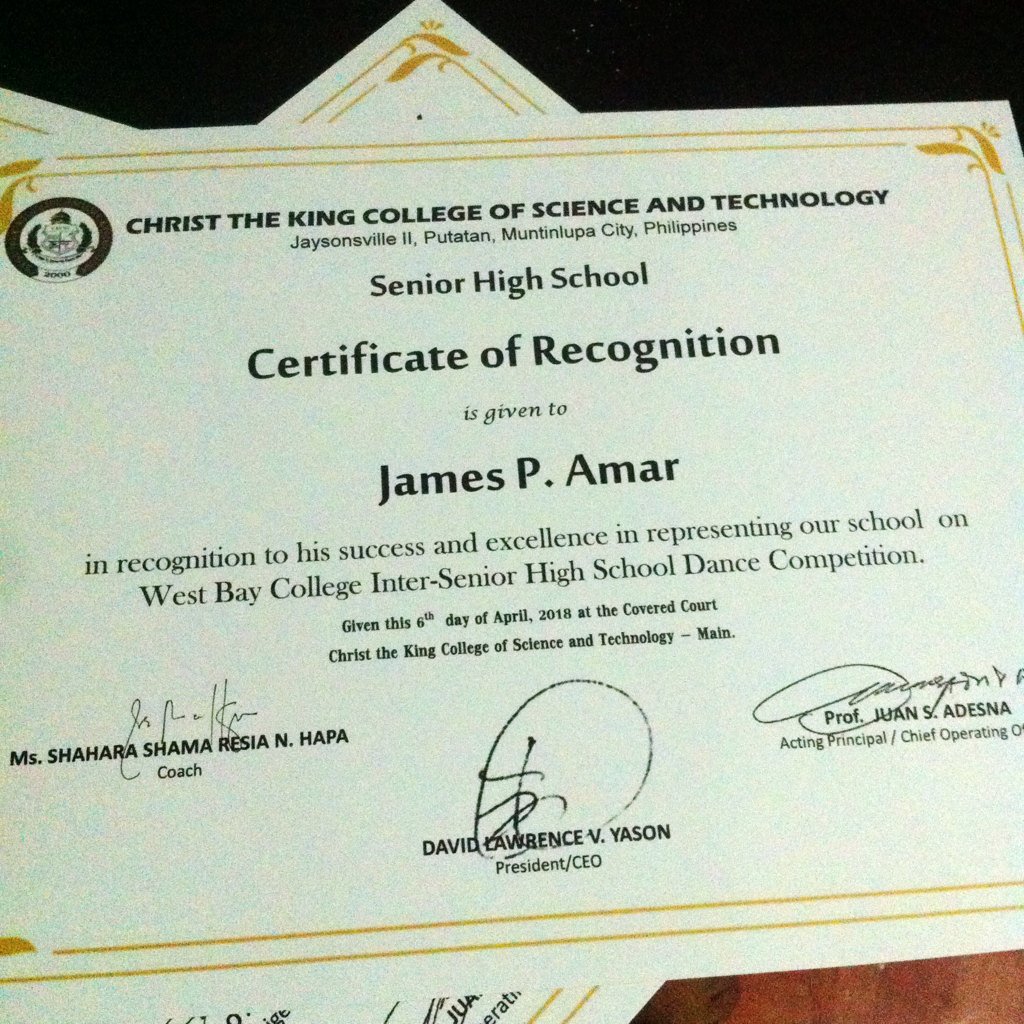 CHRIST THE KING COLLEGE OF SCIENCE AND TECHNOLOGY
Jaysonsville II, Putatan, Muntinlupa City, Philippines
Senior High School
2000
Certificate of Recognition
is given to
James P. Amar
in recognition to his success and excellence in representing our school on
West Bay College Inter-Senior High School Dance Competition.
Given this 6th day of April, 2018 at the Covered Court
Christ the King College of Science and Technology – Main.
Ms. SHAHARA SHAMA RESIA N. HAPA
Coach
Prof. JUAN S. ADESNA
Acting Principal / Chief Operating
DAVID LAWRENCE V. YASON
President/CEO